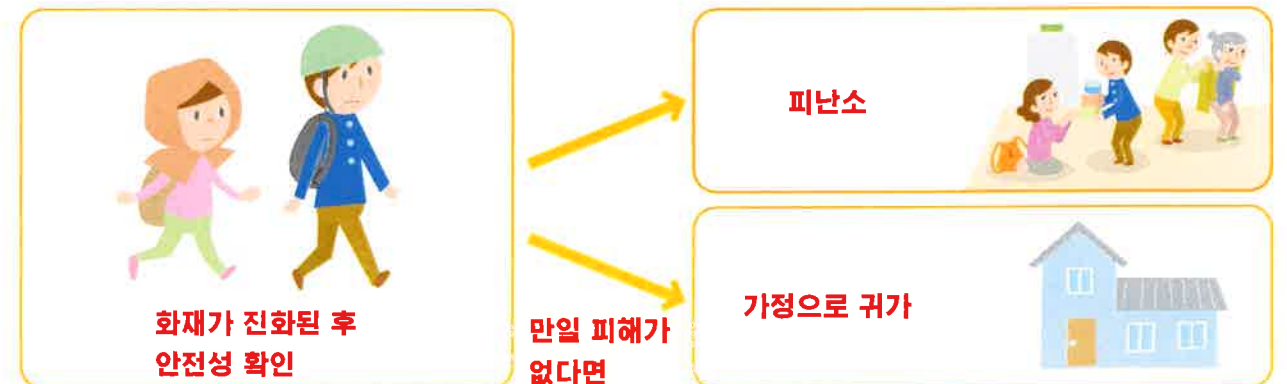 화재가 진화된 후
안전성 확인
만일 피해가
없다면
피난소
가정으로 귀가